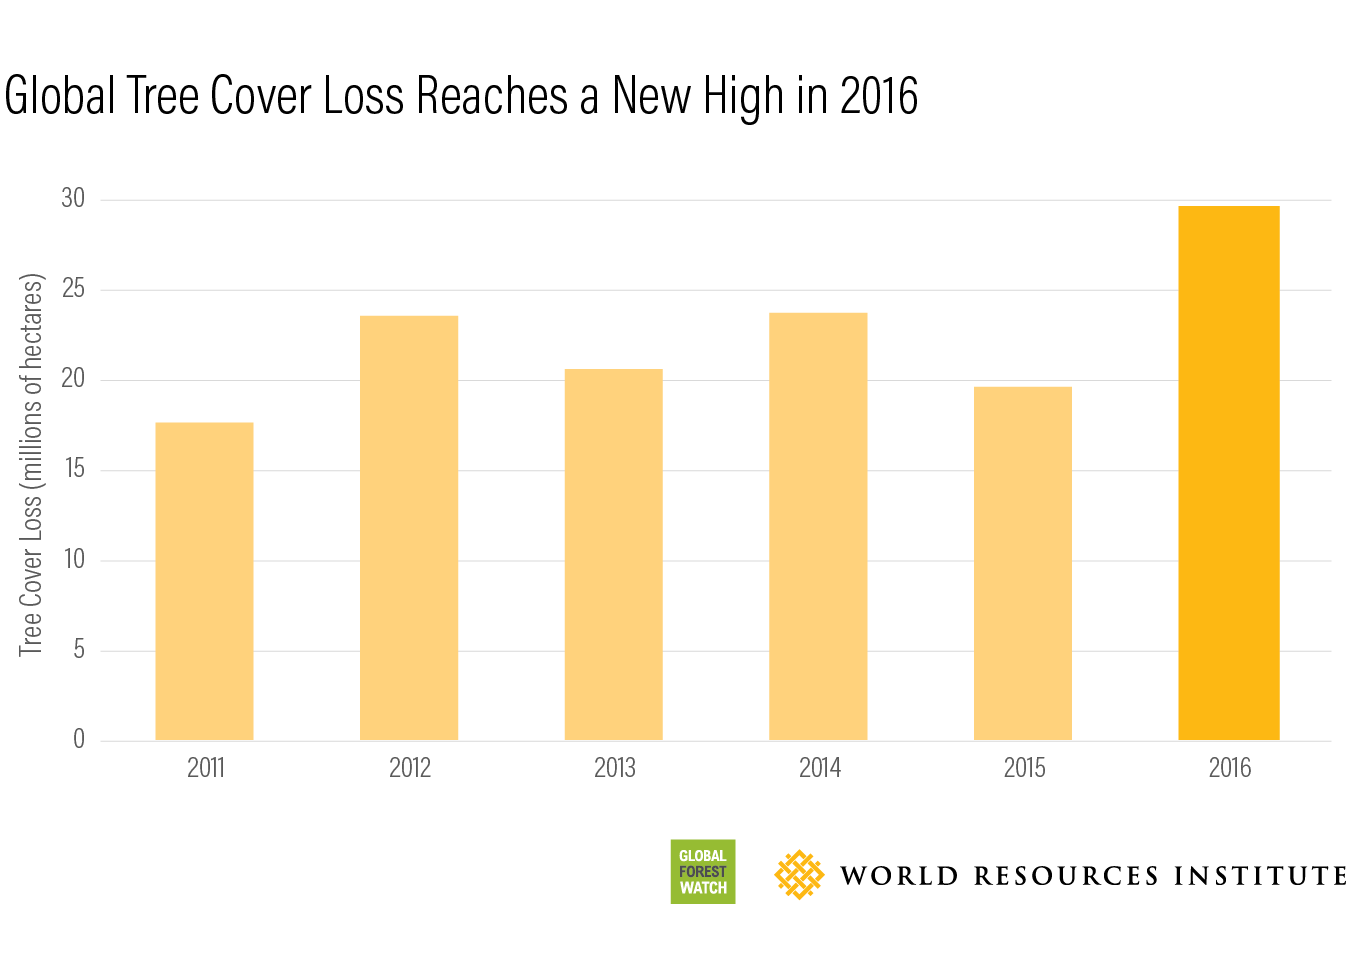 Global Tree Cover Loss Reaches a New High in 2016
Tree Cover Loss (millions of hectares)
30
25
20
15
10
5
0
2011 2012 2013 2014 2015 2016
GLOBAL
FOREST
WATCH
WORLD RESOURCES INSTITUTE